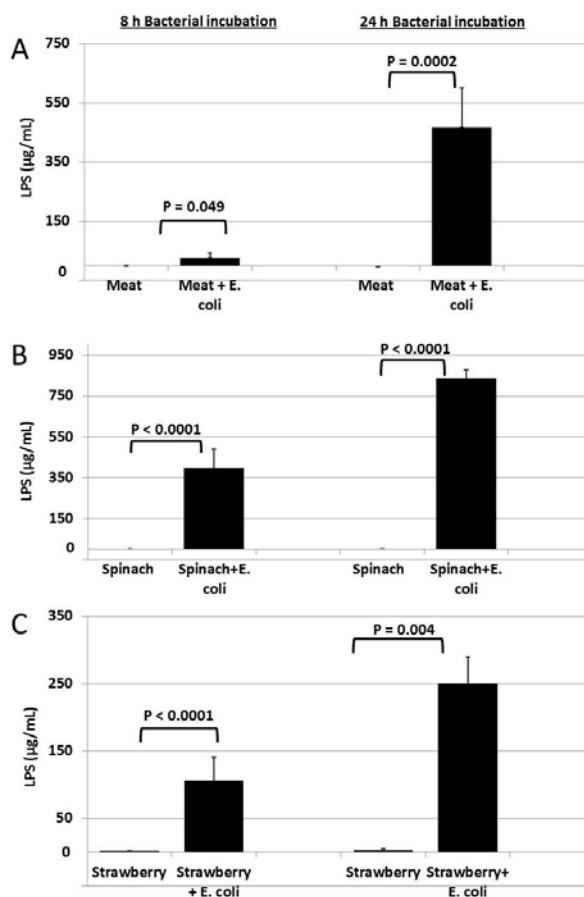 8 h Bacterial incubation 24 h Bacterial incubation
A
750
550
350
150
0
LPS (µg/mL)
P = 0.049
P = 0.0002
Meat Meat + E. coli Meat Meat + E. coli
B
950
750
550
350
150
0
LPS (µg/mL)
P < 0.0001
P < 0.0001
Spinach Spinach+E. coli Spinach Spinach+E. coli
C
350
250
150
50
0
LPS (µg/mL)
P < 0.0001
P = 0.004
Strawberry Strawberry + E. coli Strawberry Strawberry+ E. coli